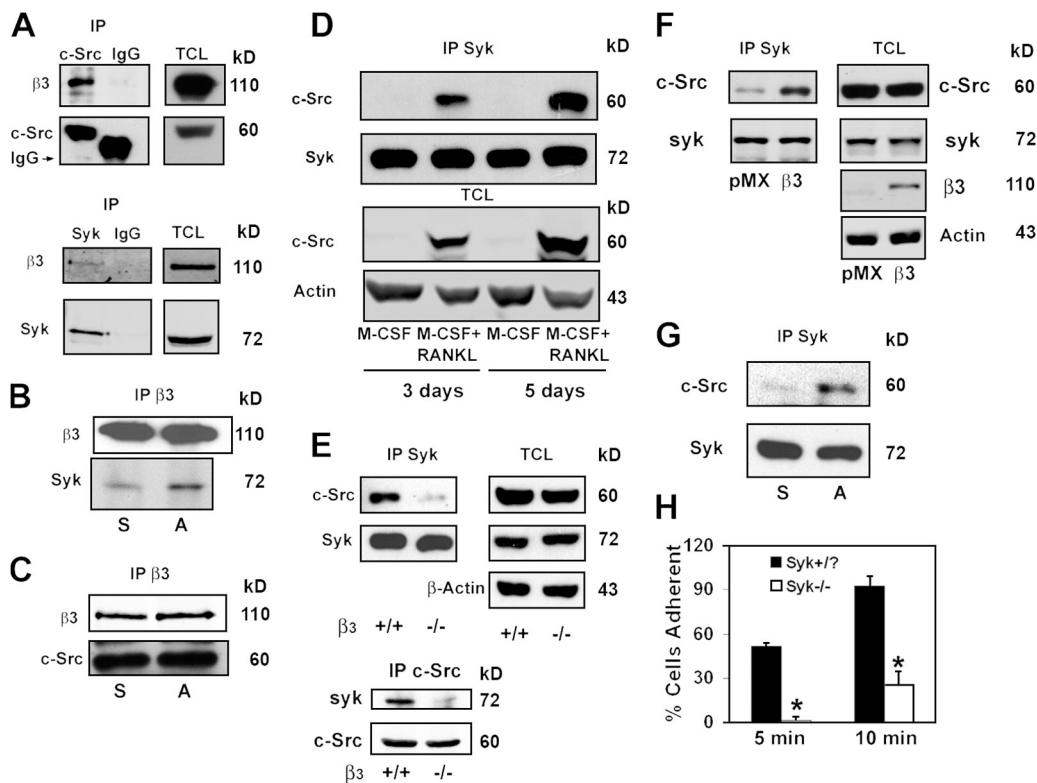 A
IP
c-Src IgG TCL kD
β3 110
c-Src 60
IgG
IP
Syk IgG TCL kD
β3 110
Syk 72
B
IP β3 kD
β3 110
Syk 72
S A
C
IP β3 kD
β3 110
c-Src 60
S A
D
IP Syk kD
c-Src 60
Syk 72
TCL kD
c-Src 60
Actin 43
M-CSF M-CSF+ M-CSF M-CSF+
RANKL RANKL
3 days 5 days
E
IP Syk TCL kD
c-Src 60
Syk 72
β-Actin 43
β3 +/+ -/- +/+ -/-
IP c-Src kD
syk 72
c-Src 60
β3 +/+ -/-
F
IP Syk TCL kD
c-Src c-Src 60
syk syk 72
pMX β3 β3 110
Actin 43
pMX β3
G
IP Syk kD
c-Src 60
Syk 72
S A
H
% Cells Adherent
120
90
60
30
0
Syk+/?
Syk-/-
* *
5 min 10 min